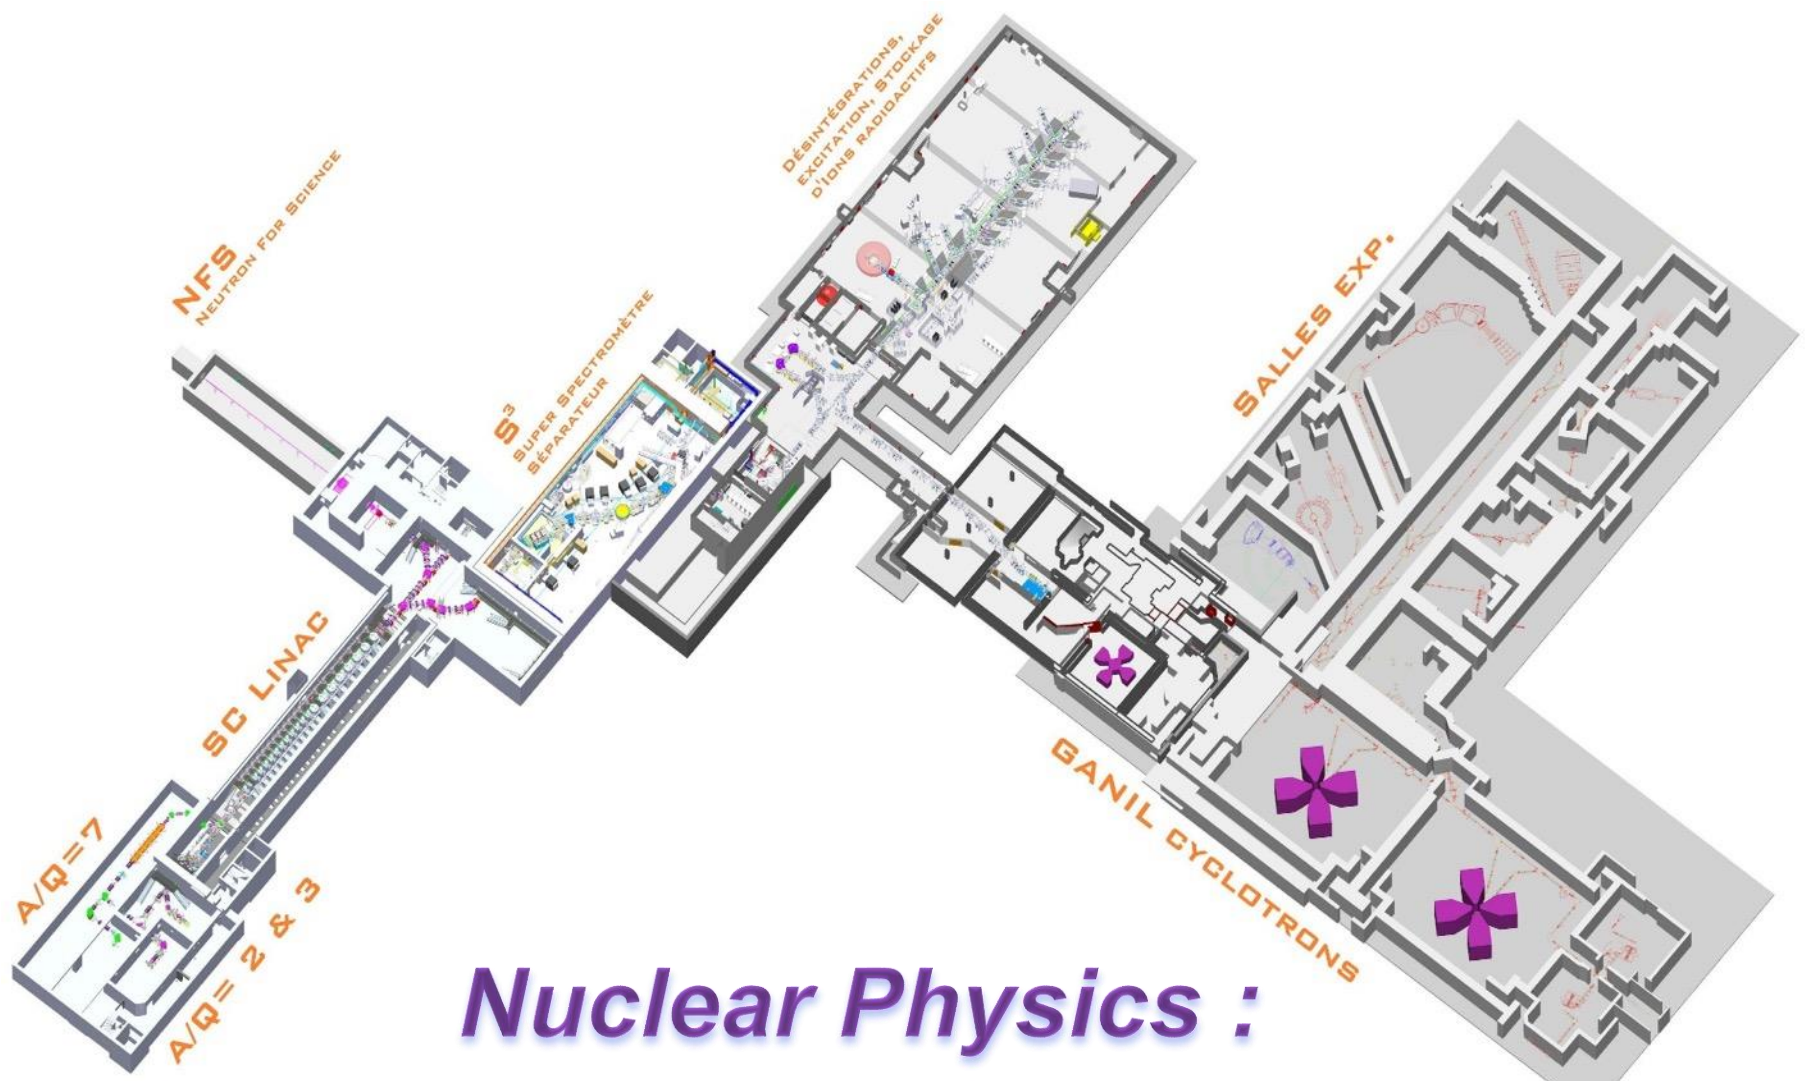 DÉSINTÉGRATIONS,
EXCITATION, STOCKAGE
D'IONS RADIOACTIFS
NFS
NEUTRON FOR SCIENCE
S³
SUPER SPECTROMÈTRE
SÉPARATEUR
SALLES EXP.
SC LINAC
GANIL CYCLOTRONS
A/Q=7
A/Q= 2 & 3
Nuclear Physics :